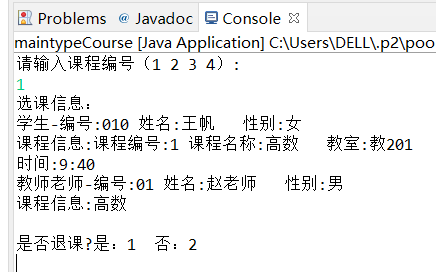 Problems Javadoc Console
maintypeCourse [Java Application] C:\Users\DELL\.p2\poo
请输入课程编号（1 2 3 4）:
1
选课信息：
学生-编号:010 姓名:王帆 性别:女
课程信息:课程编号:1 课程名称:高数 教室:教201
时间:9:40
教师老师-编号:01 姓名:赵老师 性别:男
课程信息:高数
是否退课?是：1 否：2